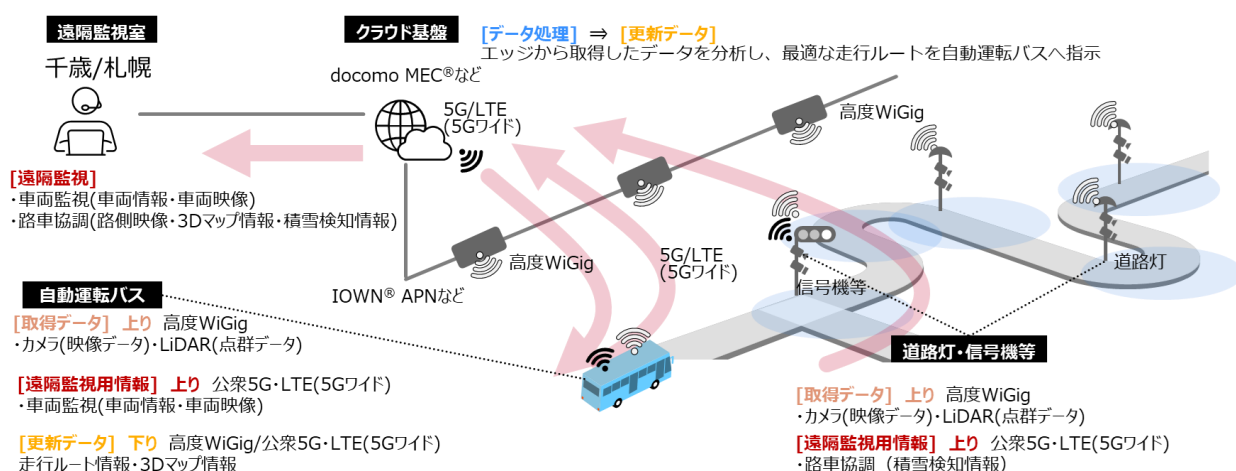 遠隔監視室
千歳/札幌
クラウド基盤
docomo MEC®など
[データ処理] ⇒ [更新データ]
エッジから取得したデータを分析し、最適な走行ルートを自動運転バスへ指示
5G/LTE
(5Gワイド)
高度WiGig
[遠隔監視]
・車両監視(車両情報・車両映像)
・路車協調(路側映像・3Dマップ情報・積雪検知情報)
高度WiGig
5G/LTE
(5Gワイド)
信号機等
道路灯
IOWN® APNなど
自動運転バス
[取得データ] 上り 高度WiGig
・カメラ(映像データ)・LiDAR(点群データ)
[遠隔監視用情報] 上り 公衆5G・LTE(5Gワイド)
・車両監視(車両情報・車両映像)
[更新データ] 下り 高度WiGig/公衆5G・LTE(5Gワイド)
走行ルート情報・3Dマップ情報
道路灯・信号機等
[取得データ] 上り 高度WiGig
・カメラ(映像データ)・LiDAR(点群データ)
[遠隔監視用情報] 上り 公衆5G・LTE(5Gワイド)
・路車協調（積雪検知情報）